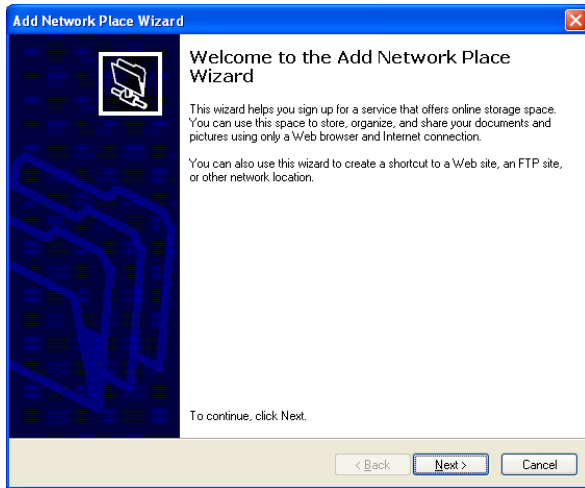 Add Network Place Wizard
Welcome to the Add Network Place
Wizard
This wizard helps you sign up for a service that offers online storage space.
You can use this space to store, organize, and share your documents and
pictures using only a Web browser and Internet connection.
You can also use this wizard to create a shortcut to a Web site, an FTP site,
or other network location.
To continue, click Next.
< Back Next > Cancel